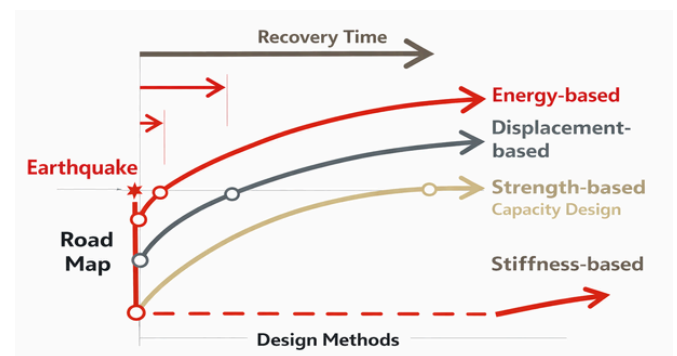 Recovery Time
Energy-based
Displacement-
based
Earthquake
Strength-based
Capacity Design
Road
Map
Stiffness-based
Design Methods